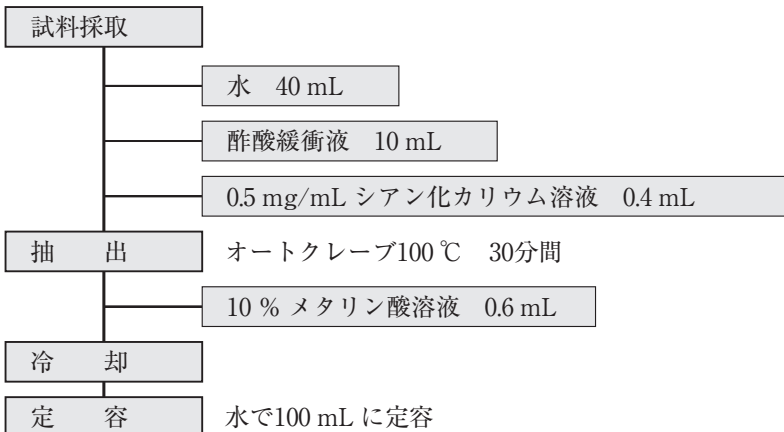 試料採取
水 40 mL
酢酸緩衝液 10 mL
0.5 mg/mL シアン化カリウム溶液 0.4 mL
抽 出 オートクレーブ100 ℃ 30分間
10 % メタリン酸溶液 0.6 mL
冷 却
定 容 水で100 mL に定容